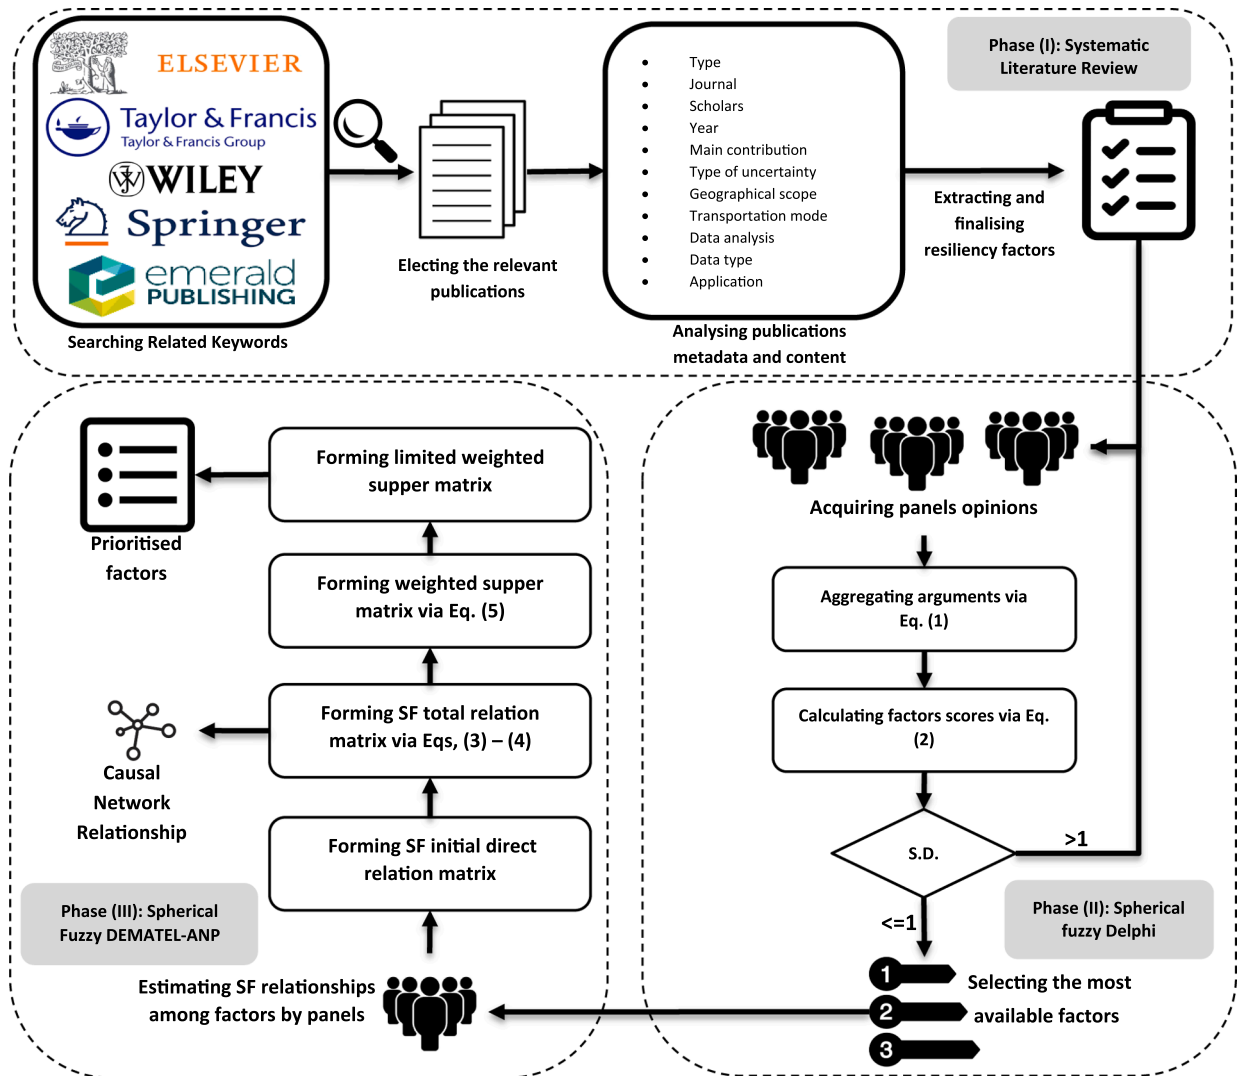 ELSEVIER
Taylor & Francis
Taylor & Francis Group
WILEY
Springer
emerald
PUBLISHING
Searching Related Keywords
Electing the relevant
publications
• Type
• Journal
• Scholars
• Year
• Main contribution
• Type of uncertainty
• Geographical scope
• Transportation mode
• Data analysis
• Data type
• Application
Analysing publications
metadata and content
Phase (I): Systematic
Literature Review
Extracting and
finalising
resiliency factors
Acquiring panels opinions
Aggregating arguments via
Eq. (1)
Calculating factors scores via Eq.
(2)
S.D.
>1
<=1
Phase (II): Spherical
fuzzy Delphi
1
2
3
Selecting the most
available factors
Estimating SF relationships
among factors by panels
Phase (III): Spherical
Fuzzy DEMATEL-ANP
Forming SF initial direct
relation matrix
Forming SF total relation
matrix via Eqs, (3) – (4)
Causal
Network
Relationship
Forming weighted supper
matrix via Eq. (5)
Forming limited weighted
supper matrix
Prioritised
factors